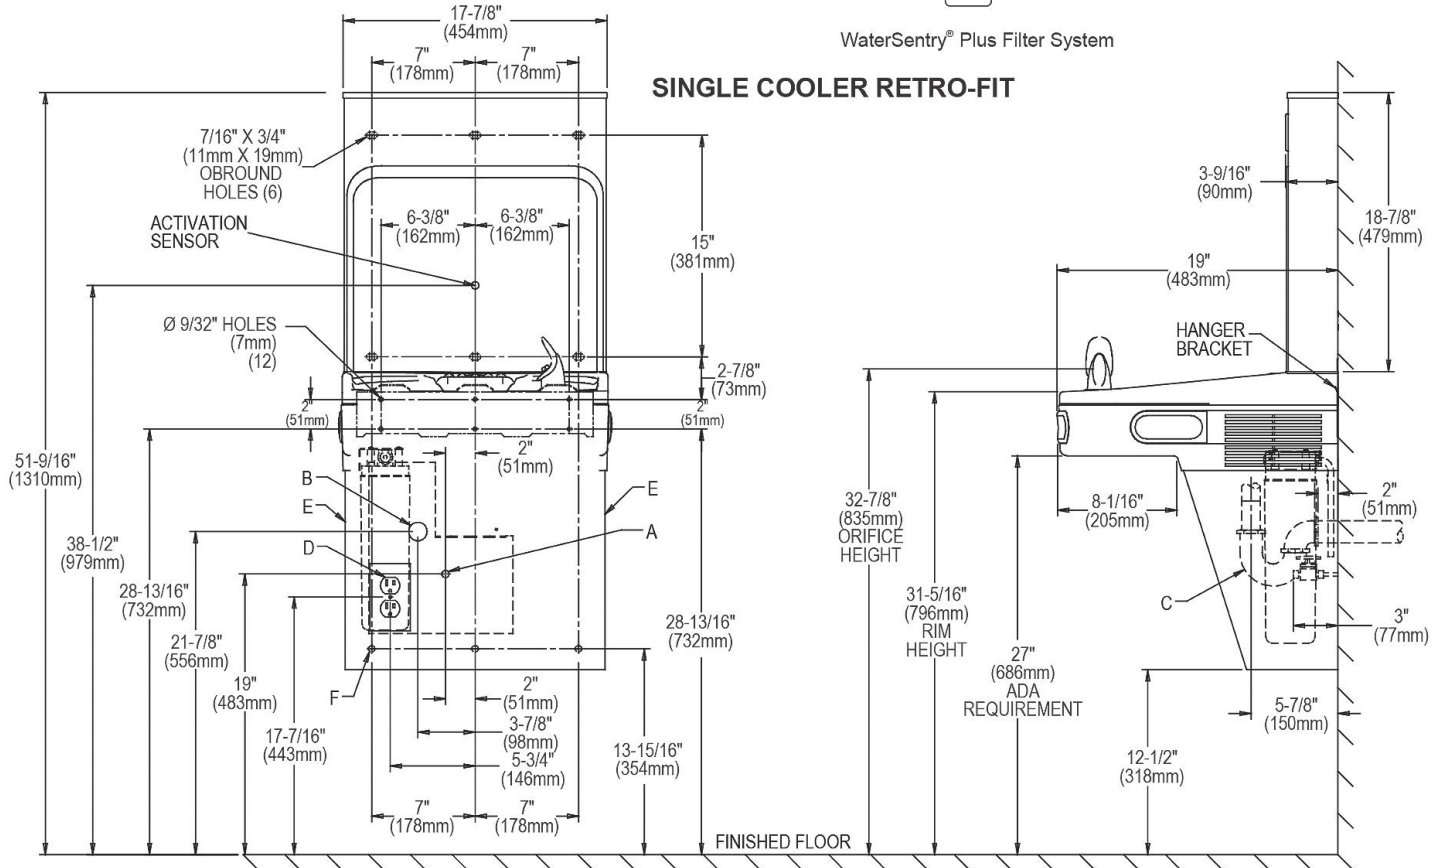 17-7/8"
(454mm)
7"
(178mm)
7"
(178mm)
WaterSentry® Plus Filter System
SINGLE COOLER RETRO-FIT
7/16" X 3/4"
(11mm X 19mm)
OBROUND
HOLES (6)
ACTIVATION
SENSOR
6-3/8"
(162mm)
6-3/8"
(162mm)
15"
(381mm)
Ø 9/32" HOLES
(7mm)
(12)
2-7/8"
(73mm)
2"
(51mm)
2"
(51mm)
2"
(51mm)
51-9/16"
(1310mm)
B
E
D
E
A
38-1/2"
(979mm)
28-13/16"
(732mm)
21-7/8"
(556mm)
19"
(483mm)
17-7/16"
(443mm)
F
2"
(51mm)
3-7/8"
(98mm)
5-3/4"
(146mm)
7"
(178mm)
7"
(178mm)
28-13/16"
(732mm)
13-15/16"
(354mm)
FINISHED FLOOR
3-9/16"
(90mm)
18-7/8"
(479mm)
19"
(483mm)
HANGER
BRACKET
32-7/8"
(835mm)
ORIFICE
HEIGHT
8-1/16"
(205mm)
2"
(51mm)
31-5/16"
(796mm)
RIM
HEIGHT
C
3"
(77mm)
27"
(686mm)
ADA
REQUIREMENT
5-7/8"
(150mm)
12-1/2"
(318mm)